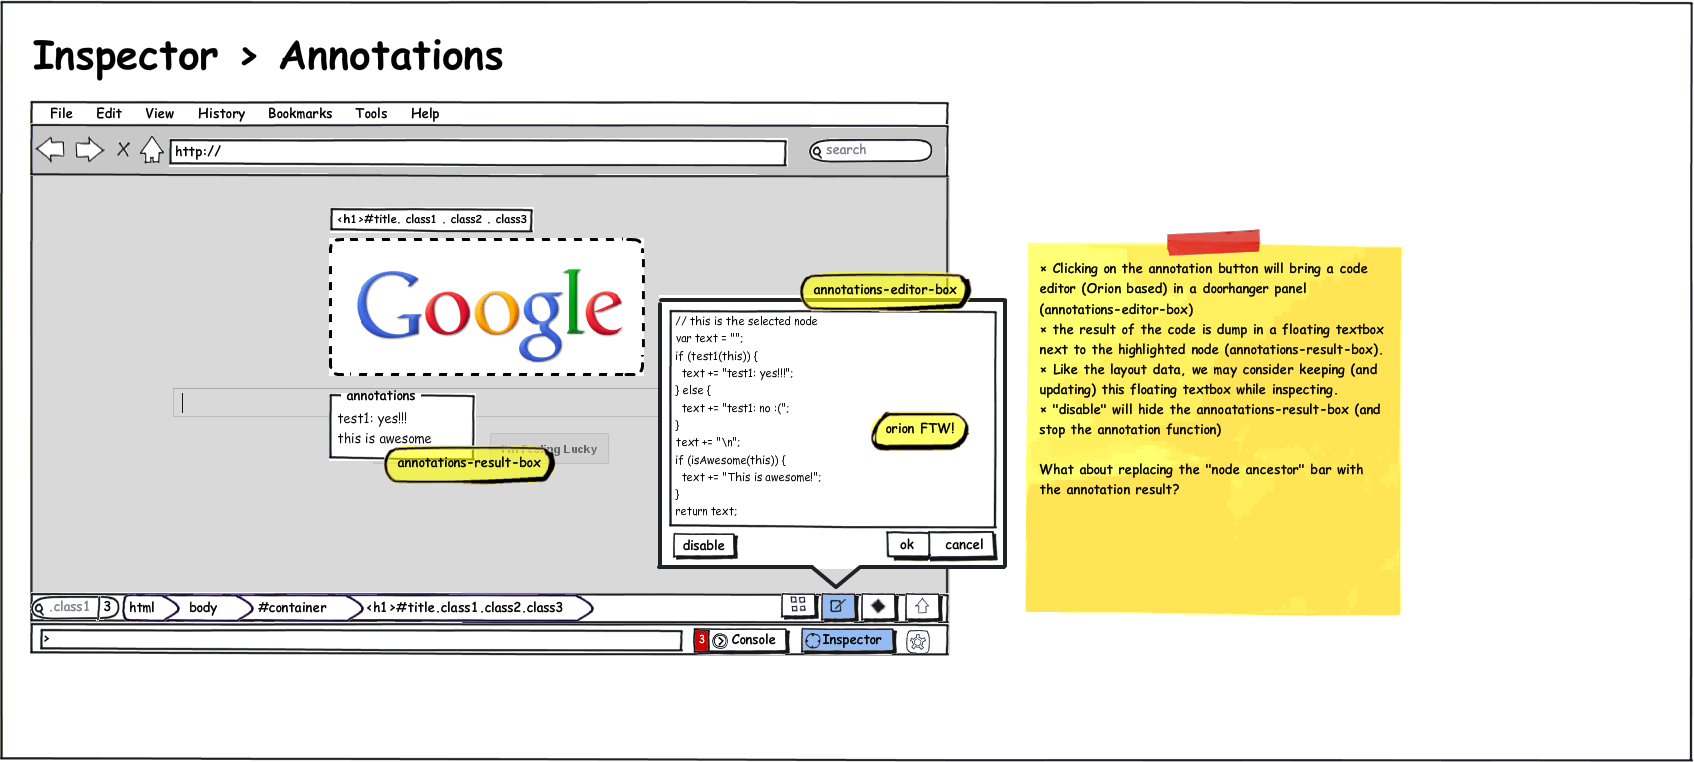 Inspector > Annotations
File Edit View History Bookmarks Tools Help
X http:// search
<h1>#title. class1 . class2 . class3
Google
annotations
test1: yes!!!
this is awesome
Lucky
annotations-result-box
annotations-editor-box
// this is the selected node
var text = "";
if (test1(this)) {
text += "test1: yes!!!";
} else {
text += "test1: no :(";
}
text += "\n";
if (isAwesome(this)) {
text += "This is awesome!";
}
return text;
orion FTW!
disable ok cancel
.class1 3 html body #container <h1>#title.class1.class2.class3
> 3 Console Inspector
× Clicking on the annotation button will bring a code
editor (Orion based) in a doorhanger panel
(annotations-editor-box)
× the result of the code is dump in a floating textbox
next to the highlighted node (annotations-result-box).
× Like the layout data, we may consider keeping (and
updating) this floating textbox while inspecting.
× "disable" will hide the annoatations-result-box (and
stop the annotation function)
What about replacing the "node ancestor" bar with
the annotation result?